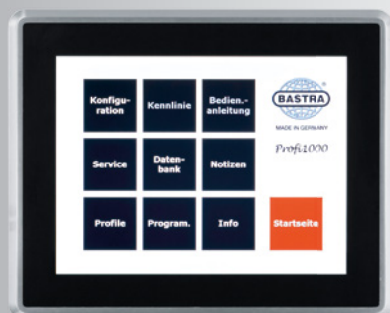 Konfigu-
ration
Kennlinie
Bedien.-
anleitung
BASTRA
®
MADE IN GERMANY
Profi1000
Service
Daten-
bank
Notizen
Profile
Program.
Info
Startseite